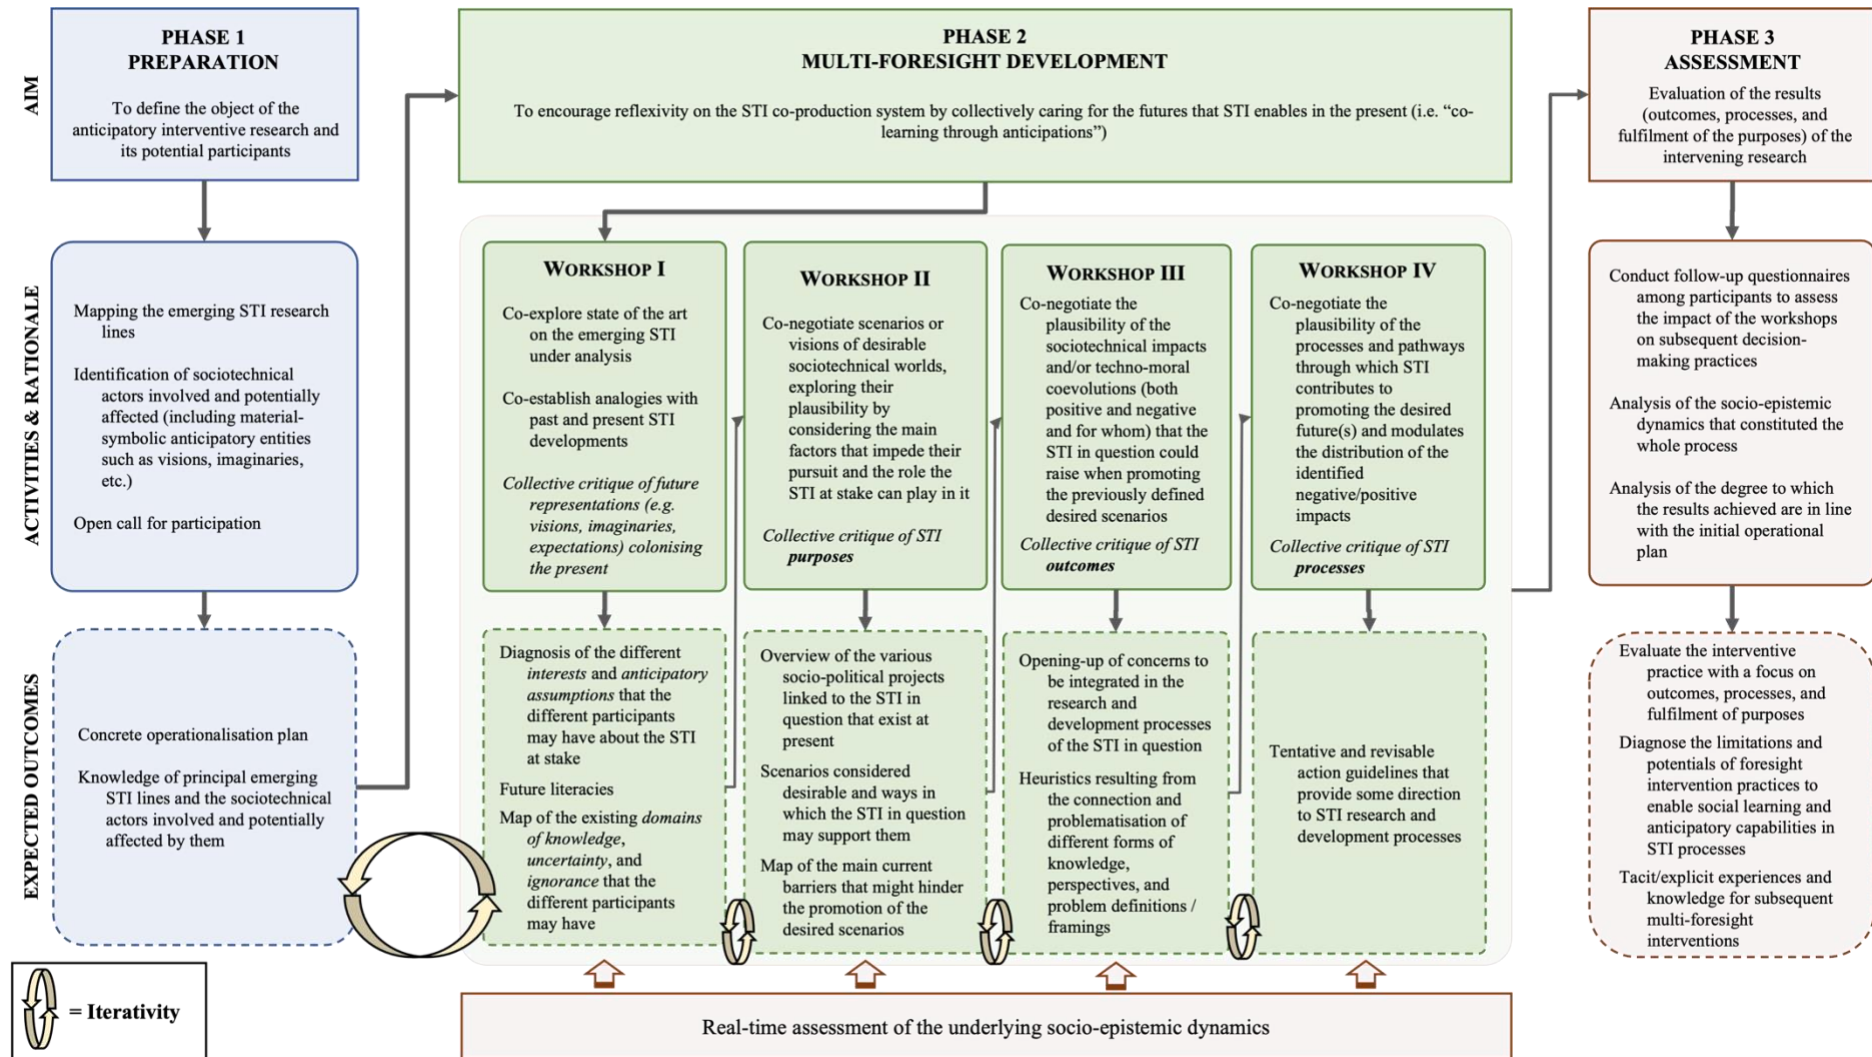 AIM
PHASE 1
PREPARATION
To define the object of the
anticipatory interventive research and
its potential participants
PHASE 2
MULTI-FORESIGHT DEVELOPMENT
To encourage reflexivity on the STI co-production system by collectively caring for the futures that STI enables in the present (i.e. “co-
learning through anticipations”)
PHASE 3
ASSESSMENT
Evaluation of the results
(outcomes, processes, and
fulfilment of the purposes) of the
intervening research
ACTIVITIES & RATIONALE
Mapping the emerging STI research
lines
Identification of sociotechnical
actors involved and potentially
affected (including material-
symbolic anticipatory entities
such as visions, imaginaries,
etc.)
Open call for participation
WORKSHOP I
Co-explore state of the art
on the emerging STI
under analysis
Co-establish analogies with
past and present STI
developments
Collective critique of future
representations (e.g.
visions, imaginaries,
expectations) colonising
the present
WORKSHOP II
Co-negotiate scenarios or
visions of desirable
sociotechnical worlds,
exploring their
plausibility by
considering the main
factors that impede their
pursuit and the role the
STI at stake can play in it
Collective critique of STI
purposes
WORKSHOP III
Co-negotiate the
plausibility of the
sociotechnical impacts
and/or techno-moral
coevolutions (both
positive and negative
and for whom) that the
STI in question could
raise when promoting
the previously defined
desired scenarios
Collective critique of STI
outcomes
WORKSHOP IV
Co-negotiate the
plausibility of the
processes and pathways
through which STI
contributes to
promoting the desired
future(s) and modulates
the distribution of the
identified
negative/positive
impacts
Collective critique of STI
processes
Conduct follow-up questionnaires
among participants to assess
the impact of the workshops
on subsequent decision-
making practices
Analysis of the socio-epistemic
dynamics that constituted the
whole process
Analysis of the degree to which
the results achieved are in line
with the initial operational
plan
EXPECTED OUTCOMES
Concrete operationalisation plan
Knowledge of principal emerging
STI lines and the sociotechnical
actors involved and potentially
affected by them
Diagnosis of the different
interests and anticipatory
assumptions that the
different participants
may have about the STI
at stake
Future literacies
Map of the existing domains
of knowledge,
uncertainty, and
ignorance that the
different participants
may have
Overview of the various
socio-political projects
linked to the STI in
question that exist at
present
Scenarios considered
desirable and ways in
which the STI in question
may support them
Map of the main current
barriers that might hinder
the promotion of the
desired scenarios
Opening-up of concerns to
be integrated in the
research and
development processes
of the STI in question
Heuristics resulting from
the connection and
problematisation of
different forms of
knowledge,
perspectives, and
problem definitions /
framings
Tentative and revisable
action guidelines that
provide some direction
to STI research and
development processes
Evaluate the interventive
practice with a focus on
outcomes, processes, and
fulfilment of purposes
Diagnose the limitations and
potentials of foresight
intervention practices to
enable social learning and
anticipatory capabilities in
STI processes
Tacit/explicit experiences and
knowledge for subsequent
multi-foresight
interventions
= Iterativity
Real-time assessment of the underlying socio-epistemic dynamics